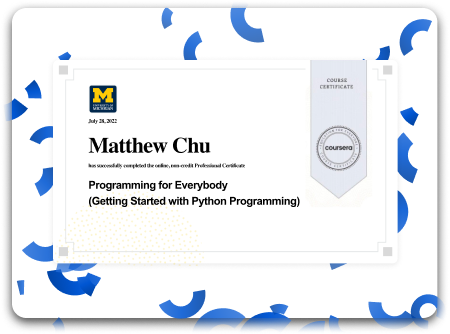 COURSE
CERTIFICATE
M
UNIVERSITY OF
MICHIGAN
July 28, 2022
Matthew Chu
has successfully completed the online, non-credit Professional Certificate
coursera
Programming for Everybody
(Getting Started with Python Programming)